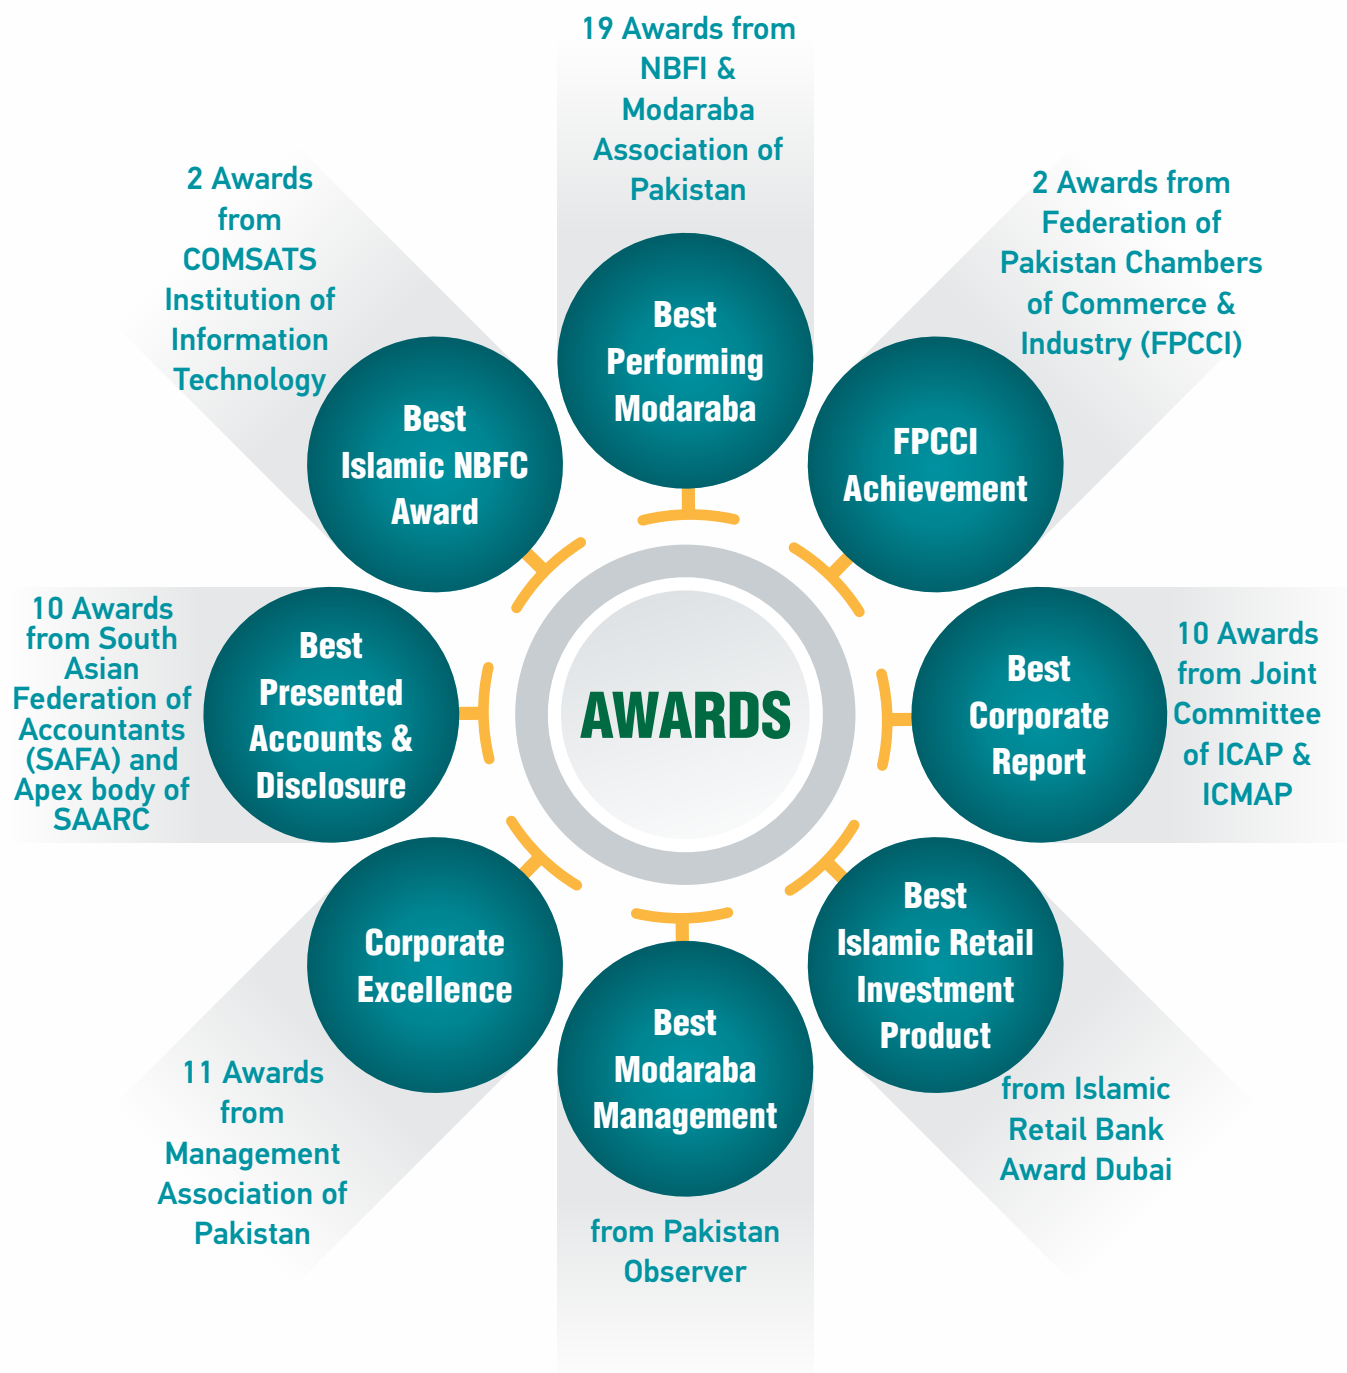 19 Awards from
NBFI &
Modaraba
Association of
Pakistan
Best
Performing
Modaraba
2 Awards from
Federation of
Pakistan Chambers
of Commerce &
Industry (FPCCI)
FPCCI
Achievement
10 Awards
from Joint
Committee
of ICAP &
ICMAP
Best
Corporate
Report
Best
Islamic Retail
Investment
Product
from Islamic
Retail Bank
Award Dubai
Best
Modaraba
Management
from Pakistan
Observer
Corporate
Excellence
11 Awards
from
Management
Association of
Pakistan
10 Awards
from South
Asian
Federation of
Accountants
(SAFA) and
Apex body of
SAARC
Best
Presented
Accounts &
Disclosure
2 Awards
from
COMSATS
Institution of
Information
Technology
Best
Islamic NBFC
Award
AWARDS